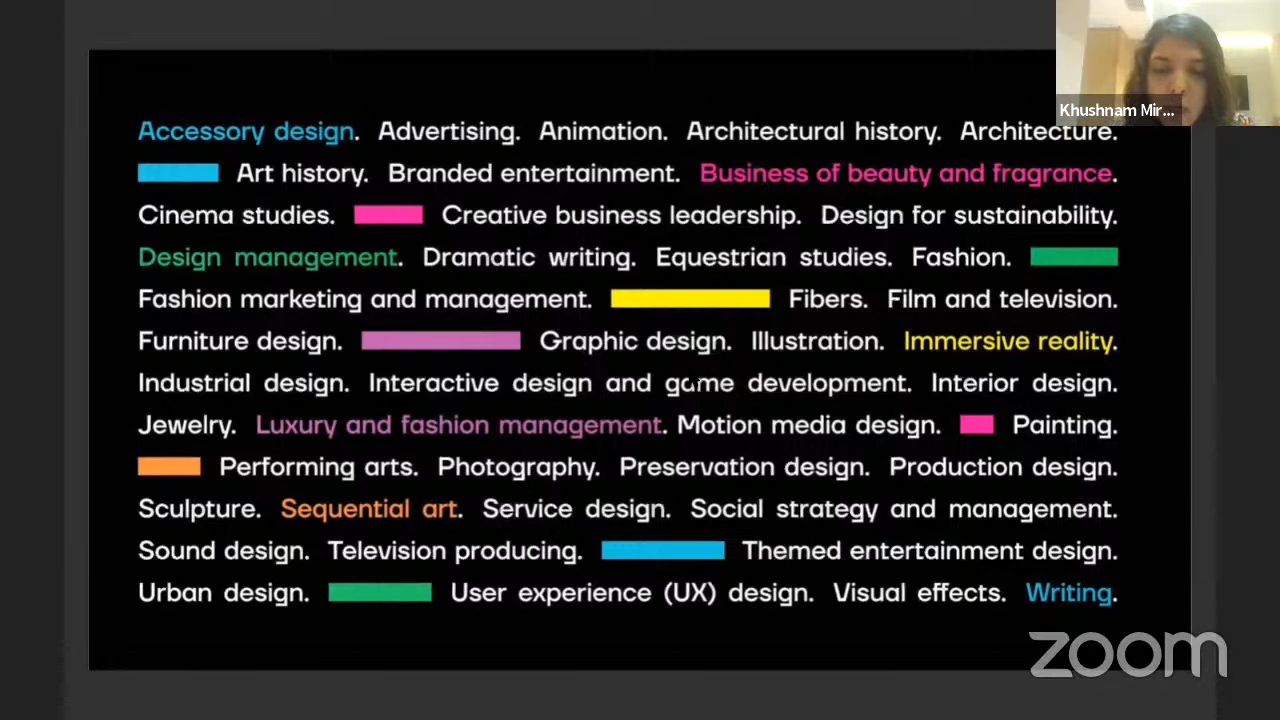 Khushnam Mir...
Accessory design. Advertising. Animation. Architectural history. Architecture.
Art history. Branded entertainment. Business of beauty and fragrance.
Cinema studies. Creative business leadership. Design for sustainability.
Design management. Dramatic writing. Equestrian studies. Fashion.
Fashion marketing and management. Fibers. Film and television.
Furniture design. Graphic design. Illustration. Immersive reality.
Industrial design. Interactive design and game development. Interior design.
Jewelry. Luxury and fashion management. Motion media design. Painting.
Performing arts. Photography. Preservation design. Production design.
Sculpture. Sequential art. Service design. Social strategy and management.
Sound design. Television producing. Themed entertainment design.
Urban design. User experience (UX) design. Visual effects. Writing.
zoom